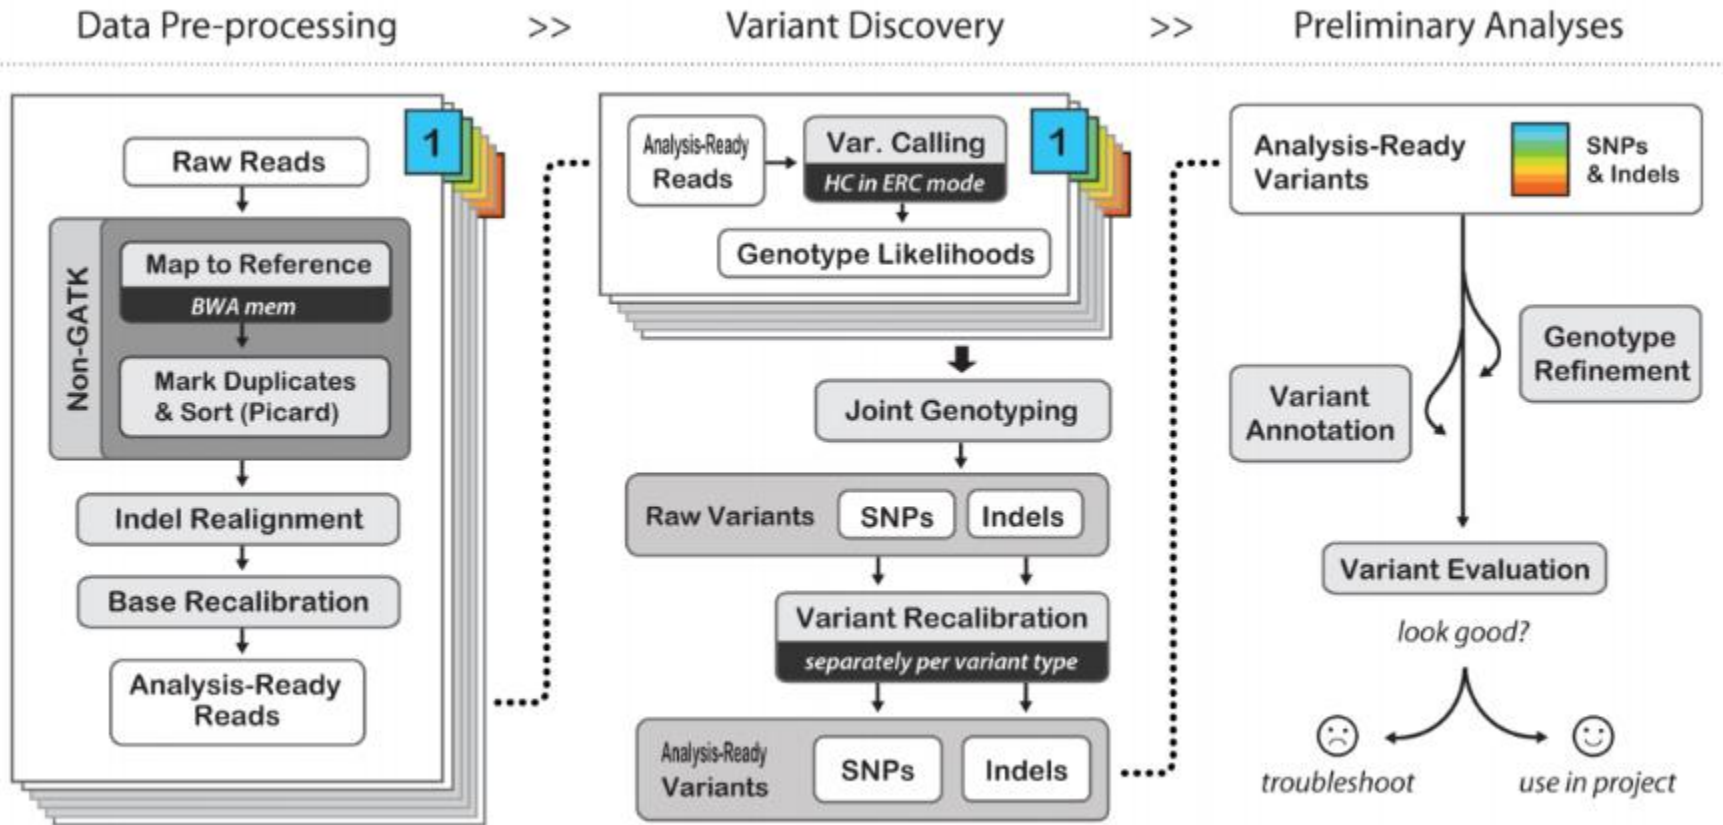 Data Pre-processing >> Variant Discovery >> Preliminary Analyses
1
Raw Reads
Non-GATK
Map to Reference
BWA mem
Mark Duplicates
& Sort (Picard)
Indel Realignment
Base Recalibration
Analysis-Ready
Reads
1
Analysis-Ready
Reads
Var. Calling
HC in ERC mode
Genotype Likelihoods
Joint Genotyping
Raw Variants SNPs Indels
Variant Recalibration
separately per variant type
Analysis-Ready
Variants
SNPs Indels
Analysis-Ready
Variants
SNPs
& Indels
Genotype
Refinement
Variant
Annotation
Variant Evaluation
look good?
troubleshoot use in project